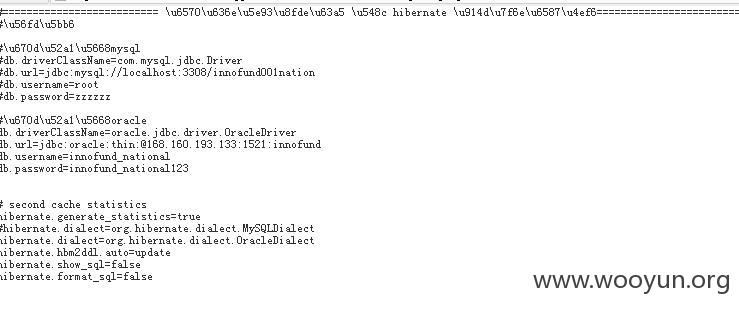 #========================== \u6570\u636e\u5e93\u8fde\u63a5 \u548c hibernate \u914d\u7f6e\u6587\u4ef6==========================
#\u56fd\u5bb6
#\u670d\u52a1\u5668mysql
#db.driverClassName=com.mysql.jdbc.Driver
#db.url=jdbc:mysql://localhost:3308/innofund001nation
#db.username=root
#db.password=zzzzzz
#\u670d\u52a1\u5668oracle
db.driverClassName=oracle.jdbc.driver.OracleDriver
db.url=jdbc:oracle:thin:@168.160.193.133:1521:innofund
db.username=innofund_national
db.password=innofund_national123
# second cache statistics
hibernate.generate_statistics=true
#hibernate.dialect=org.hibernate.dialect.MySQLDialect
hibernate.dialect=org.hibernate.dialect.OracleDialect
hibernate.hbm2ddl.auto=update
hibernate.show_sql=false
hibernate.format_sql=false
www.wooyun.org